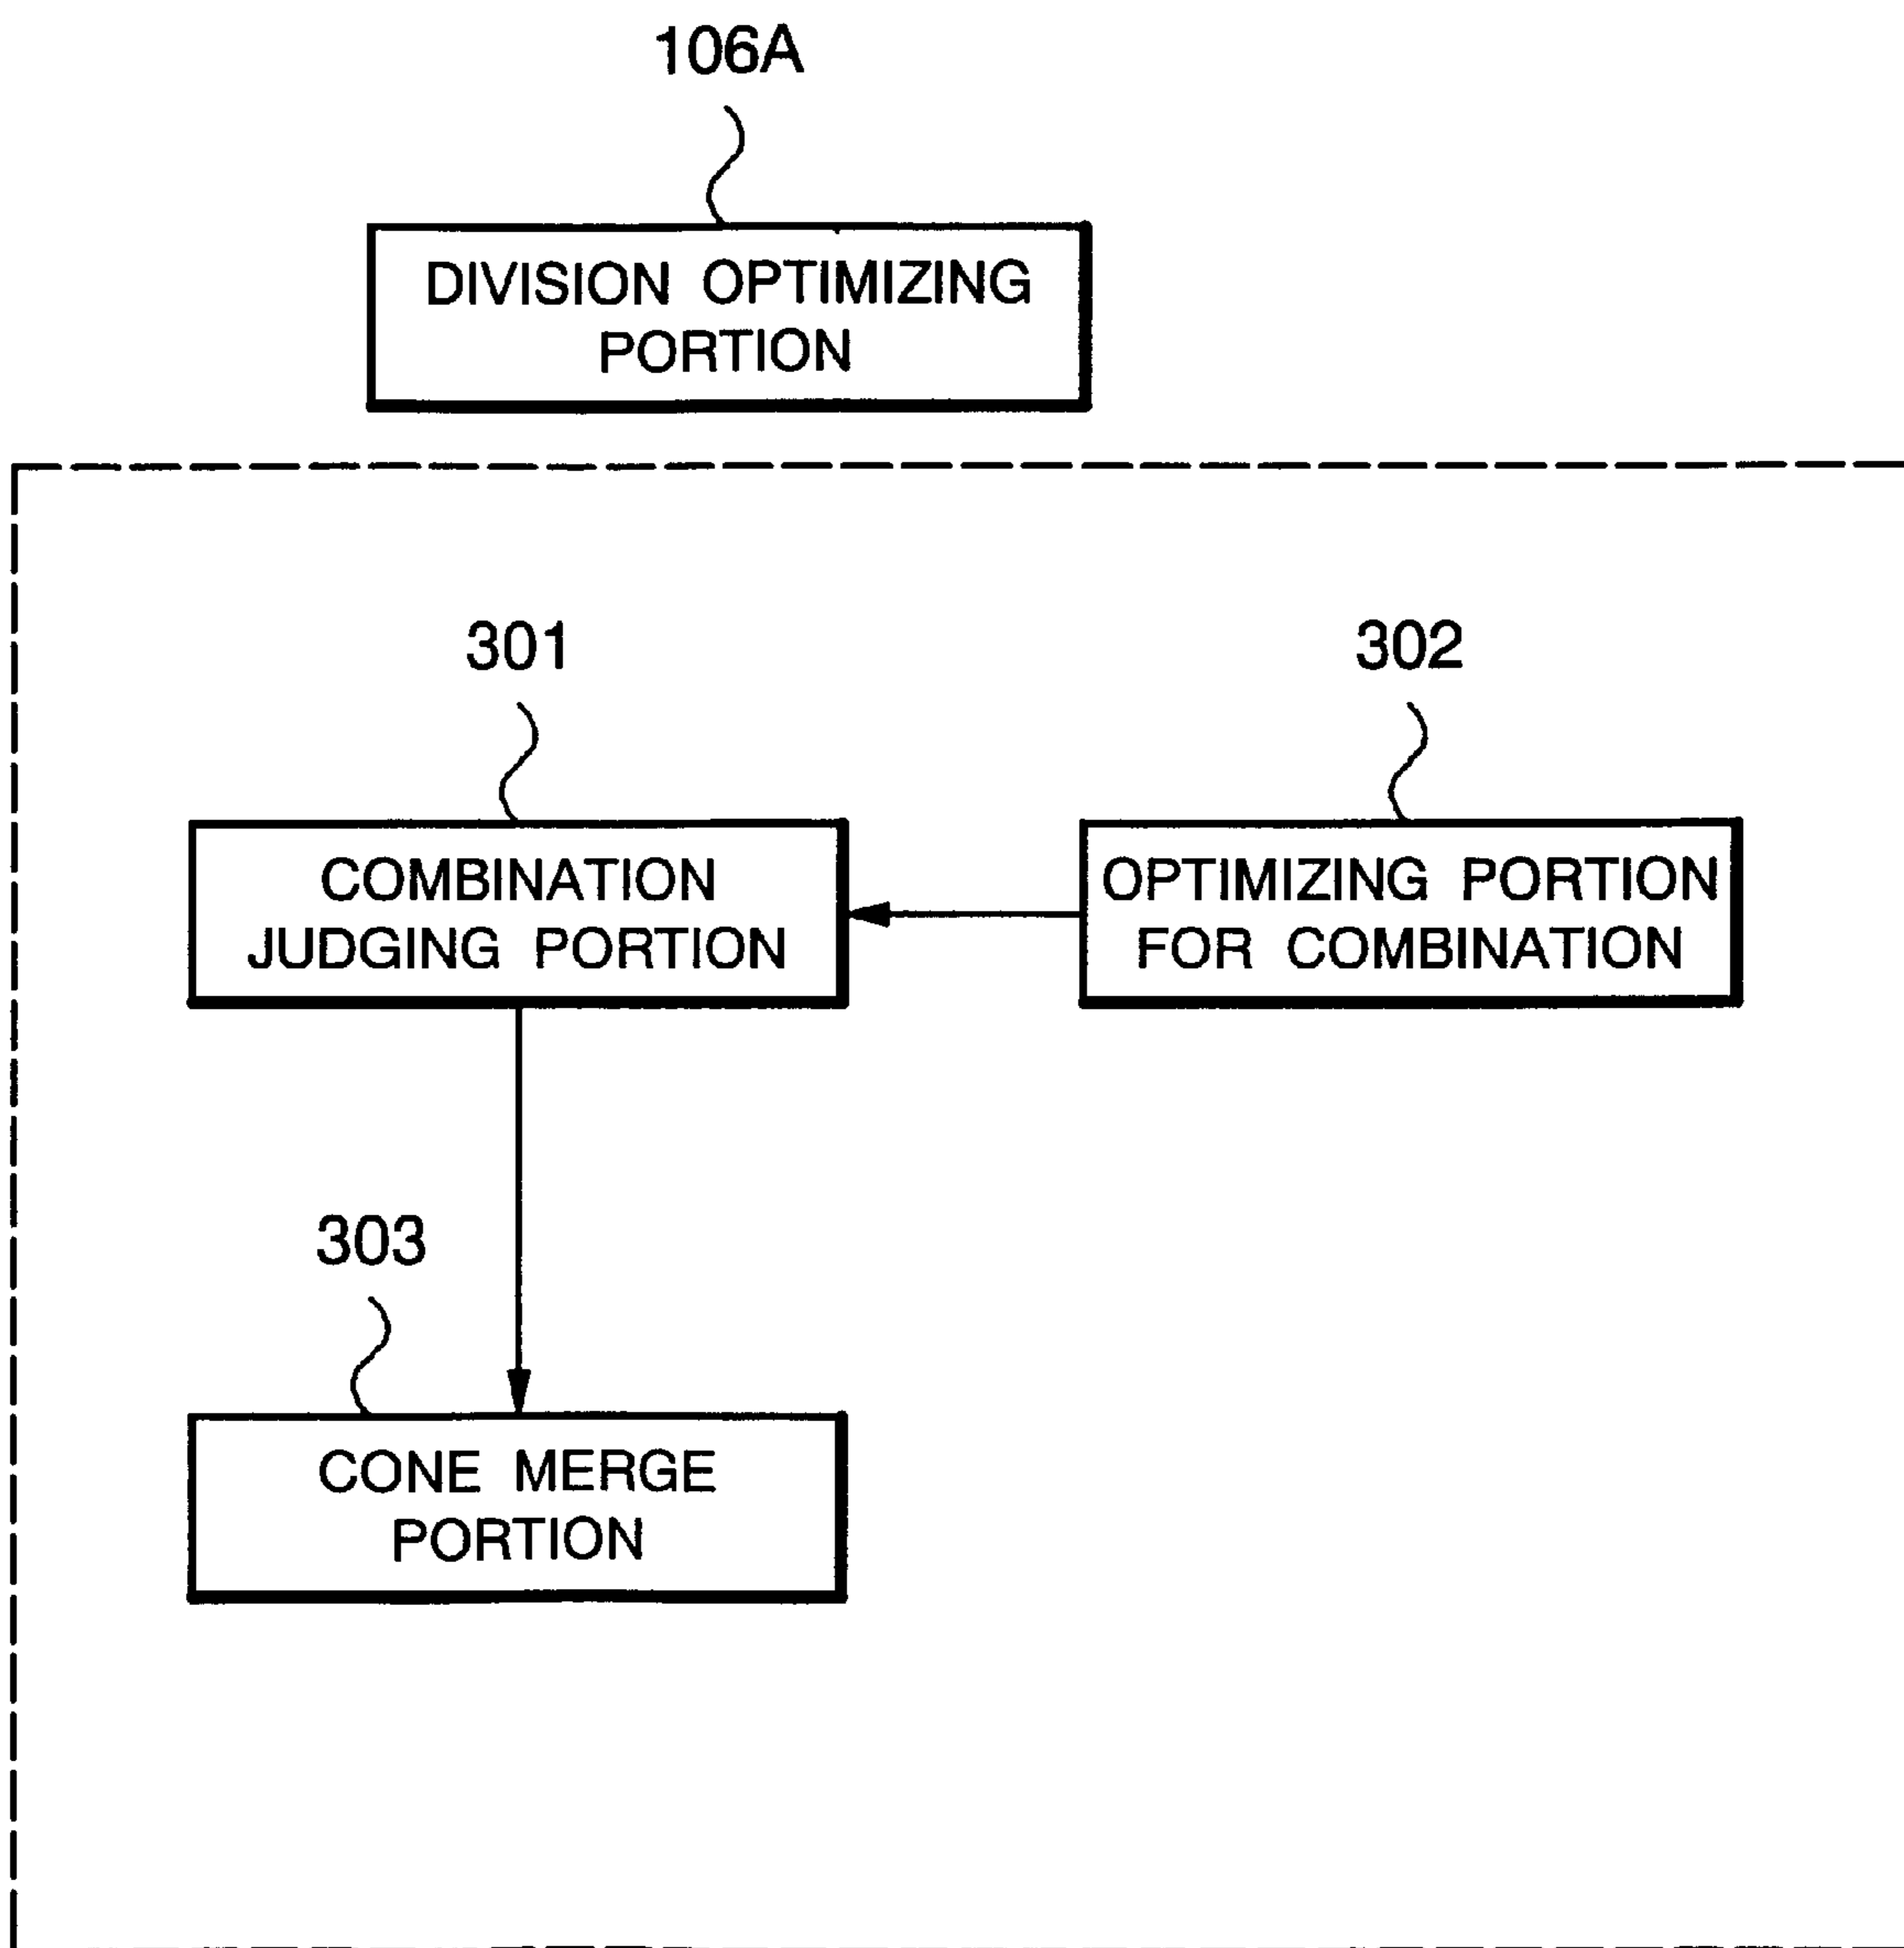 106A
DIVISION OPTIMIZING
PORTION
301
302
COMBINATION
JUDGING PORTION
OPTIMIZING PORTION
FOR COMBINATION
303
CONE MERGE
PORTION